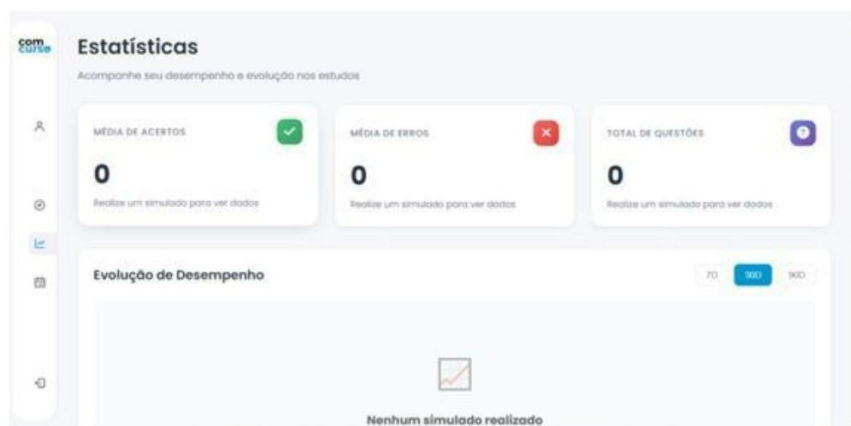 com
curso
Estatísticas
Acompanhe seu desempenho e evolução nos estudos
MÉDIA DE ACERTOS
0
Realize um simulado para ver dados
MÉDIA DE ERROS
0
Realize um simulado para ver dados
TOTAL DE QUESTÕES
0
Realize um simulado para ver dados
Evolução de Desempenho
7D 30D 90D
Nenhum simulado realizado